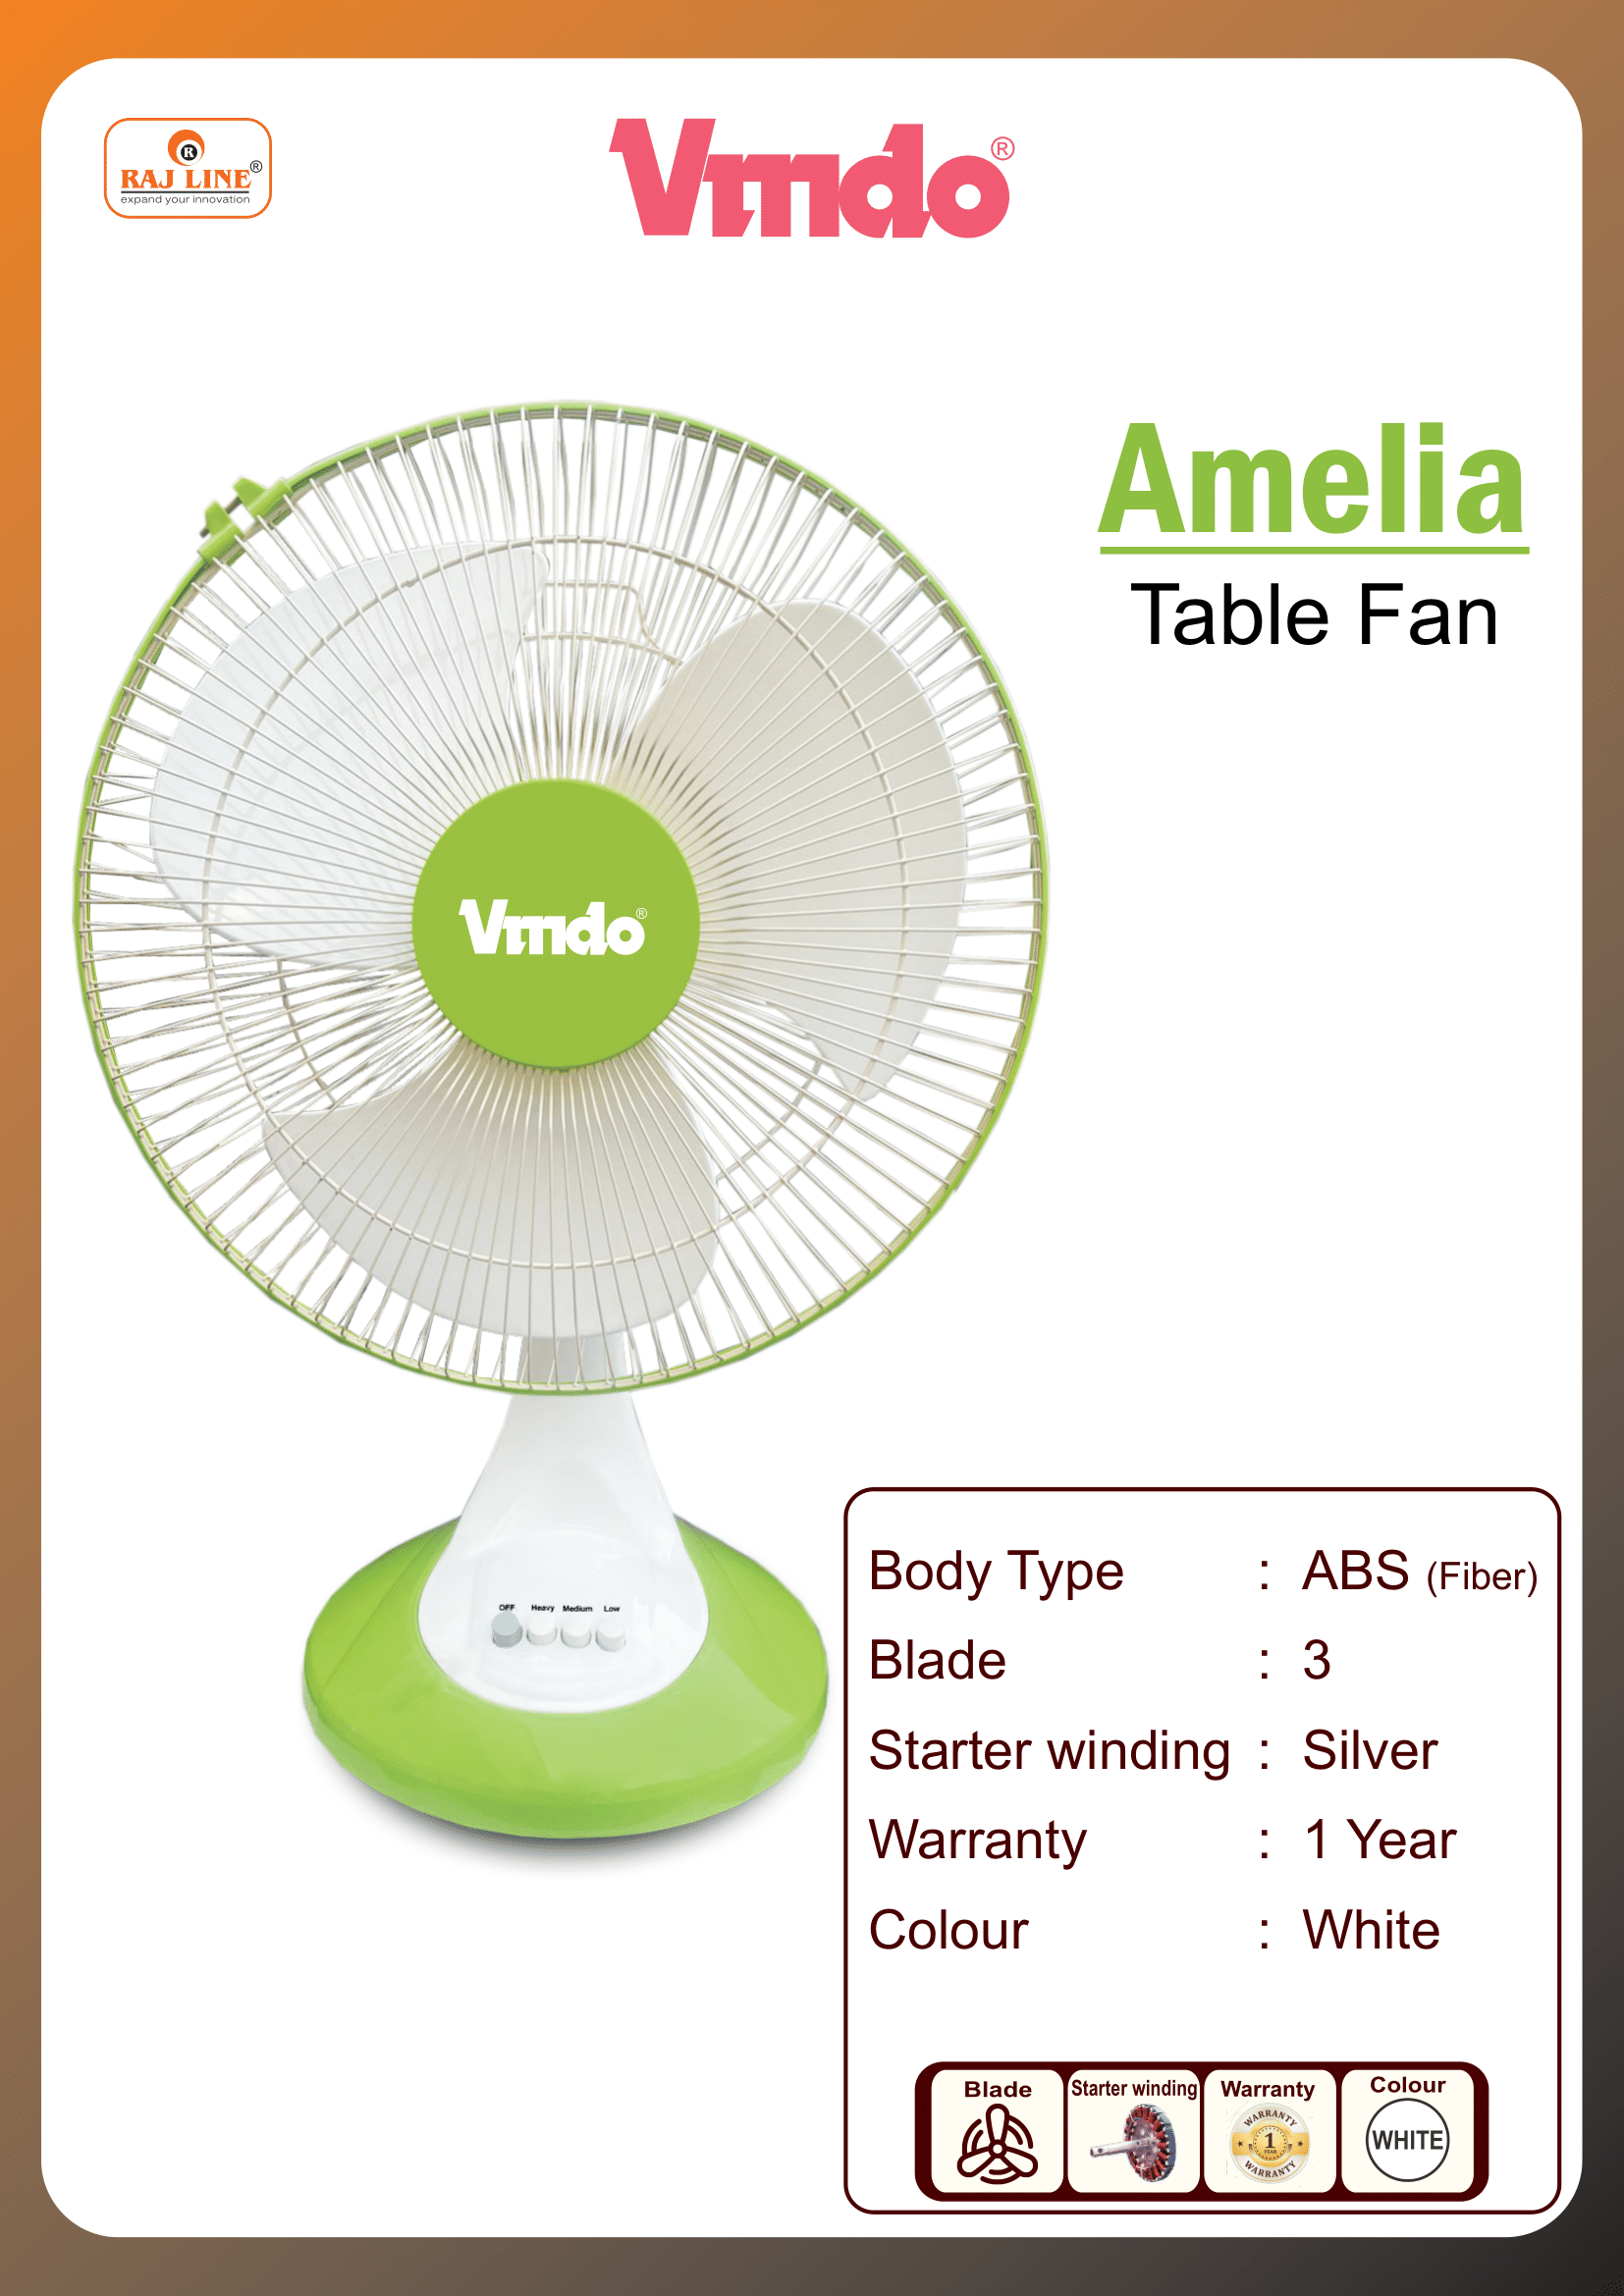 RAJ LINE®
expand your innovation
Vmdo®
Amelia
Table Fan
Vmdo®
OFF Heavy Medium Low
Body Type : ABS (Fiber)
Blade : 3
Starter winding : Silver
Warranty : 1 Year
Colour : White
Blade Starter winding Warranty Colour
WARRANTY
1
YEAR
WARRANTY
WHITE